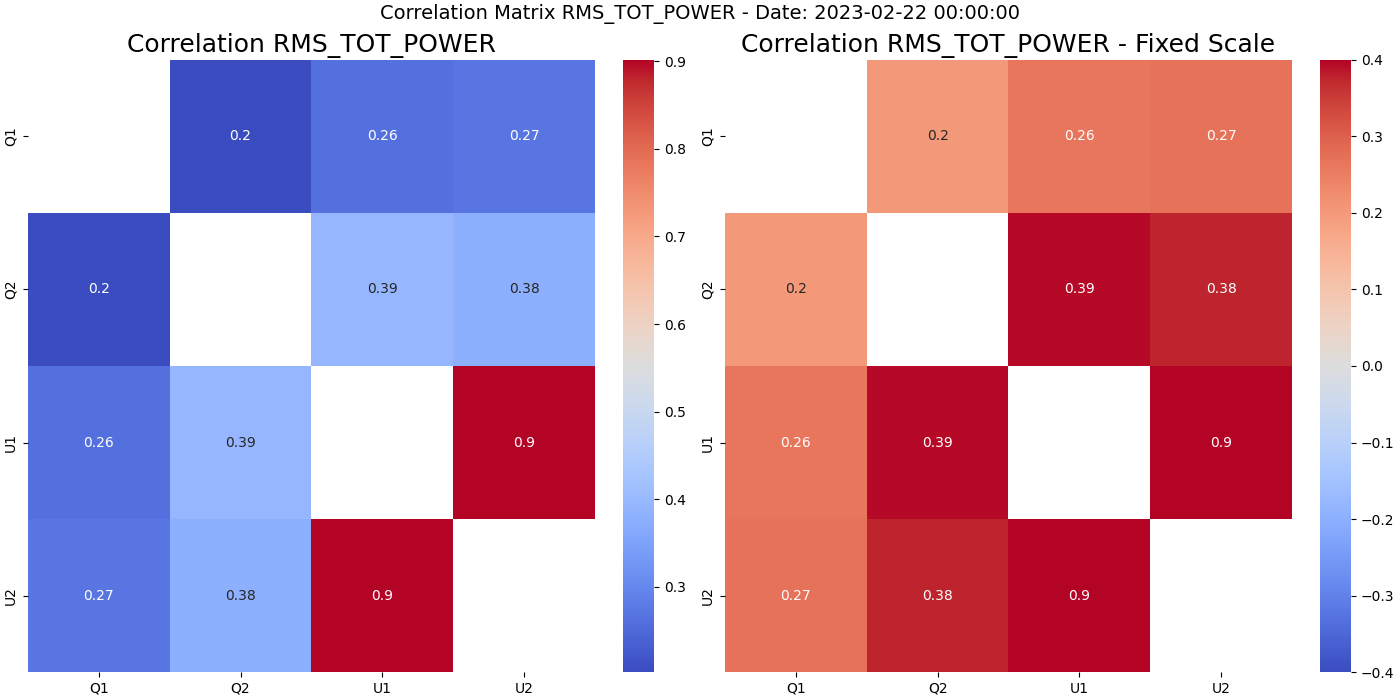 Correlation Matrix RMS_TOT_POWER - Date: 2023-02-22 00:00:00
Correlation RMS_TOT_POWER
Q1 0.2 0.26 0.27
Q2 0.2 0.39 0.38
U1 0.26 0.39 0.9
U2 0.27 0.38 0.9
Q1 Q2 U1 U2
0.9
0.8
0.7
0.6
0.5
0.4
0.3
Correlation RMS_TOT_POWER - Fixed Scale
Q1 0.2 0.26 0.27
Q2 0.2 0.39 0.38
U1 0.26 0.39 0.9
U2 0.27 0.38 0.9
Q1 Q2 U1 U2
0.4
0.3
0.2
0.1
0.0
−0.1
−0.2
−0.3
−0.4